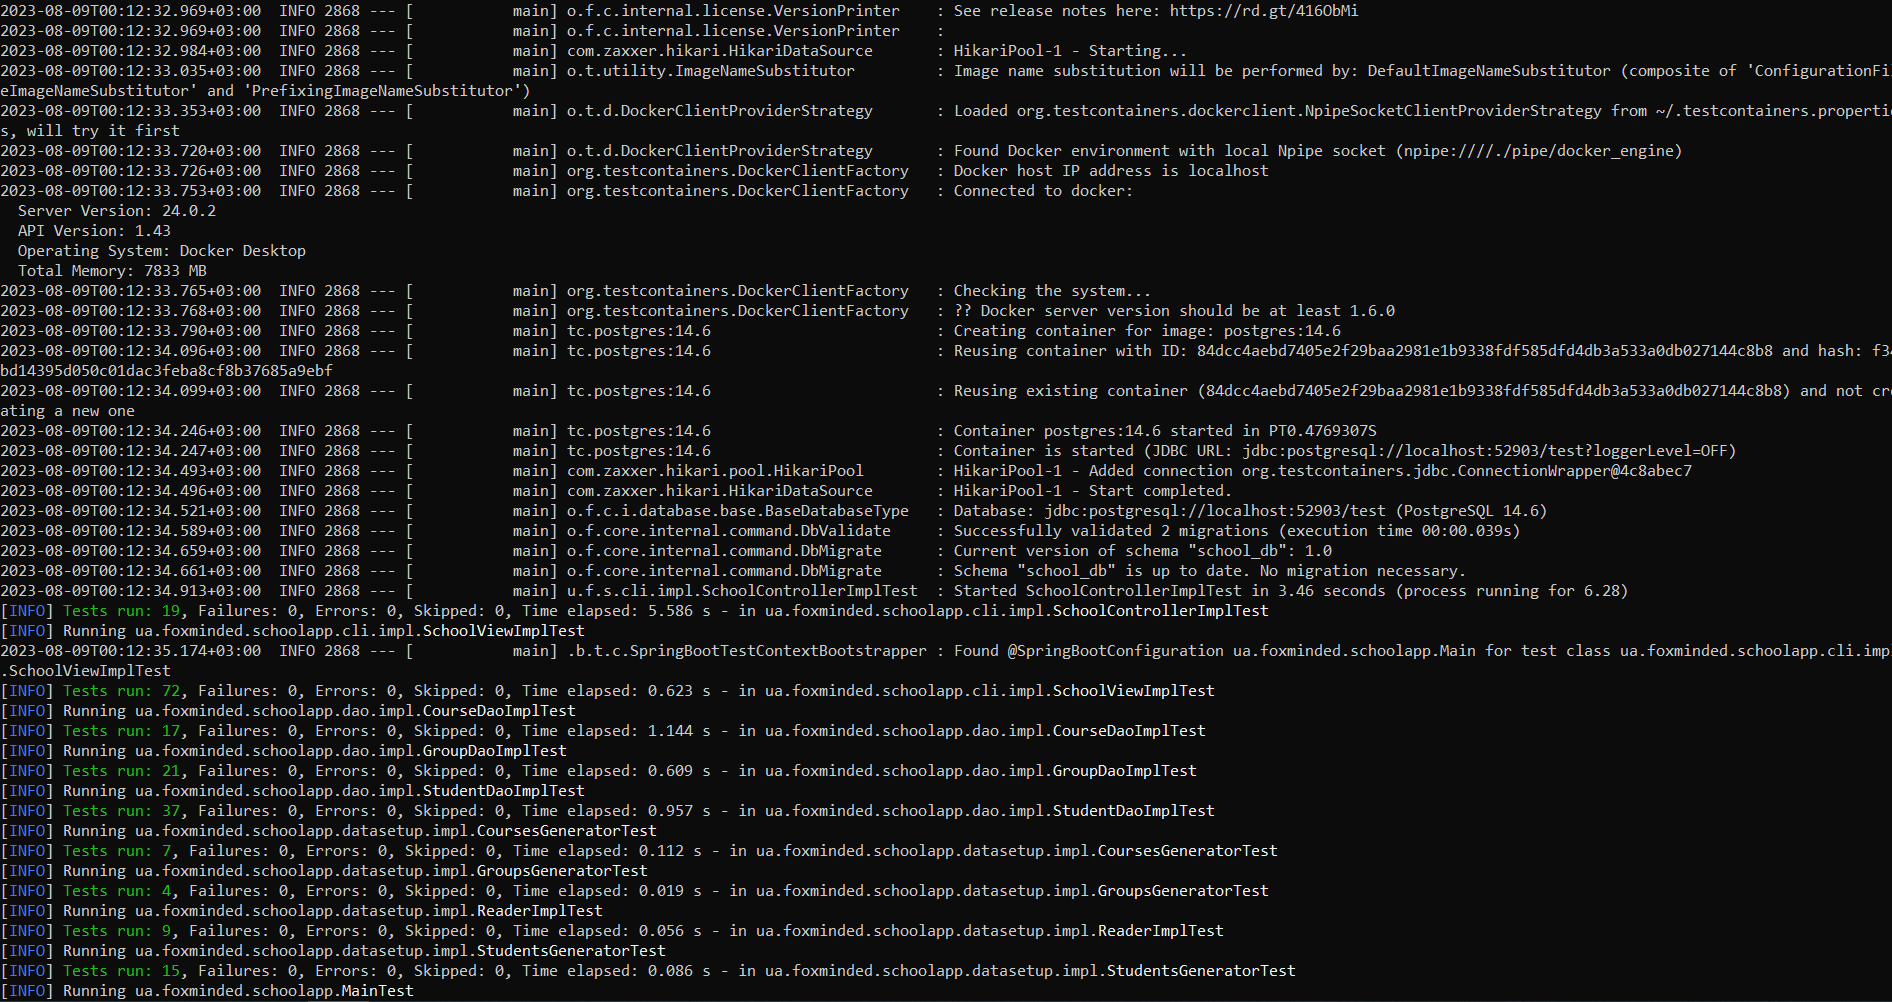 2023-08-09T00:12:32.969+03:00  INFO 2868 --- [           main] o.f.c.internal.license.VersionPrinter    : See release notes here: https://rd.gt/416ObMi
2023-08-09T00:12:32.969+03:00  INFO 2868 --- [           main] o.f.c.internal.license.VersionPrinter    :
2023-08-09T00:12:32.984+03:00  INFO 2868 --- [           main] com.zaxxer.hikari.HikariDataSource       : HikariPool-1 - Starting...
2023-08-09T00:12:33.035+03:00  INFO 2868 --- [           main] o.t.utility.ImageNameSubstitutor         : Image name substitution will be performed by: DefaultImageNameSubstitutor (composite of 'ConfigurationFil
eImageNameSubstitutor' and 'PrefixingImageNameSubstitutor')
2023-08-09T00:12:33.353+03:00  INFO 2868 --- [           main] o.t.d.DockerClientProviderStrategy       : Loaded org.testcontainers.dockerclient.NpipeSocketClientProviderStrategy from ~/.testcontainers.propertie
s, will try it first
2023-08-09T00:12:33.720+03:00  INFO 2868 --- [           main] o.t.d.DockerClientProviderStrategy       : Found Docker environment with local Npipe socket (npipe:////./pipe/docker_engine)
2023-08-09T00:12:33.726+03:00  INFO 2868 --- [           main] org.testcontainers.DockerClientFactory   : Docker host IP address is localhost
2023-08-09T00:12:33.753+03:00  INFO 2868 --- [           main] org.testcontainers.DockerClientFactory   : Connected to docker:
  Server Version: 24.0.2
  API Version: 1.43
  Operating System: Docker Desktop
  Total Memory: 7833 MB
2023-08-09T00:12:33.765+03:00  INFO 2868 --- [           main] org.testcontainers.DockerClientFactory   : Checking the system...
2023-08-09T00:12:33.768+03:00  INFO 2868 --- [           main] org.testcontainers.DockerClientFactory   : ?? Docker server version should be at least 1.6.0
2023-08-09T00:12:33.790+03:00  INFO 2868 --- [           main] tc.postgres:14.6                         : Creating container for image: postgres:14.6
2023-08-09T00:12:34.096+03:00  INFO 2868 --- [           main] tc.postgres:14.6                         : Reusing container with ID: 84dcc4aebd7405e2f29baa2981e1b9338fdf585dfd4db3a533a0db027144c8b8 and hash: f34
bd14395d050c01dac3feba8cf8b37685a9ebf
2023-08-09T00:12:34.099+03:00  INFO 2868 --- [           main] tc.postgres:14.6                         : Reusing existing container (84dcc4aebd7405e2f29baa2981e1b9338fdf585dfd4db3a533a0db027144c8b8) and not cre
ating a new one
2023-08-09T00:12:34.246+03:00  INFO 2868 --- [           main] tc.postgres:14.6                         : Container postgres:14.6 started in PT0.4769307S
2023-08-09T00:12:34.247+03:00  INFO 2868 --- [           main] tc.postgres:14.6                         : Container is started (JDBC URL: jdbc:postgresql://localhost:52903/test?loggerLevel=OFF)
2023-08-09T00:12:34.493+03:00  INFO 2868 --- [           main] com.zaxxer.hikari.pool.HikariPool        : HikariPool-1 - Added connection org.testcontainers.jdbc.ConnectionWrapper@4c8abec7
2023-08-09T00:12:34.496+03:00  INFO 2868 --- [           main] com.zaxxer.hikari.HikariDataSource       : HikariPool-1 - Start completed.
2023-08-09T00:12:34.521+03:00  INFO 2868 --- [           main] o.f.c.i.database.base.BaseDatabaseType   : Database: jdbc:postgresql://localhost:52903/test (PostgreSQL 14.6)
2023-08-09T00:12:34.589+03:00  INFO 2868 --- [           main] o.f.core.internal.command.DbValidate     : Successfully validated 2 migrations (execution time 00:00.039s)
2023-08-09T00:12:34.659+03:00  INFO 2868 --- [           main] o.f.core.internal.command.DbMigrate      : Current version of schema "school_db": 1.0
2023-08-09T00:12:34.661+03:00  INFO 2868 --- [           main] o.f.core.internal.command.DbMigrate      : Schema "school_db" is up to date. No migration necessary.
2023-08-09T00:12:34.913+03:00  INFO 2868 --- [           main] u.f.s.cli.impl.SchoolControllerImplTest  : Started SchoolControllerImplTest in 3.46 seconds (process running for 6.28)
[INFO] Tests run: 19, Failures: 0, Errors: 0, Skipped: 0, Time elapsed: 5.586 s - in ua.foxminded.schoolapp.cli.impl.SchoolControllerImplTest
[INFO] Running ua.foxminded.schoolapp.cli.impl.SchoolViewImplTest
2023-08-09T00:12:35.174+03:00  INFO 2868 --- [           main] .b.t.c.SpringBootTestContextBootstrapper : Found @SpringBootConfiguration ua.foxminded.schoolapp.Main for test class ua.foxminded.schoolapp.cli.impl
.SchoolViewImplTest
[INFO] Tests run: 72, Failures: 0, Errors: 0, Skipped: 0, Time elapsed: 0.623 s - in ua.foxminded.schoolapp.cli.impl.SchoolViewImplTest
[INFO] Running ua.foxminded.schoolapp.dao.impl.CourseDaoImplTest
[INFO] Tests run: 17, Failures: 0, Errors: 0, Skipped: 0, Time elapsed: 1.144 s - in ua.foxminded.schoolapp.dao.impl.CourseDaoImplTest
[INFO] Running ua.foxminded.schoolapp.dao.impl.GroupDaoImplTest
[INFO] Tests run: 21, Failures: 0, Errors: 0, Skipped: 0, Time elapsed: 0.609 s - in ua.foxminded.schoolapp.dao.impl.GroupDaoImplTest
[INFO] Running ua.foxminded.schoolapp.dao.impl.StudentDaoImplTest
[INFO] Tests run: 37, Failures: 0, Errors: 0, Skipped: 0, Time elapsed: 0.957 s - in ua.foxminded.schoolapp.dao.impl.StudentDaoImplTest
[INFO] Running ua.foxminded.schoolapp.datasetup.impl.CoursesGeneratorTest
[INFO] Tests run: 7, Failures: 0, Errors: 0, Skipped: 0, Time elapsed: 0.112 s - in ua.foxminded.schoolapp.datasetup.impl.CoursesGeneratorTest
[INFO] Running ua.foxminded.schoolapp.datasetup.impl.GroupsGeneratorTest
[INFO] Tests run: 4, Failures: 0, Errors: 0, Skipped: 0, Time elapsed: 0.019 s - in ua.foxminded.schoolapp.datasetup.impl.GroupsGeneratorTest
[INFO] Running ua.foxminded.schoolapp.datasetup.impl.ReaderImplTest
[INFO] Tests run: 9, Failures: 0, Errors: 0, Skipped: 0, Time elapsed: 0.056 s - in ua.foxminded.schoolapp.datasetup.impl.ReaderImplTest
[INFO] Running ua.foxminded.schoolapp.datasetup.impl.StudentsGeneratorTest
[INFO] Tests run: 15, Failures: 0, Errors: 0, Skipped: 0, Time elapsed: 0.086 s - in ua.foxminded.schoolapp.datasetup.impl.StudentsGeneratorTest
[INFO] Running ua.foxminded.schoolapp.MainTest